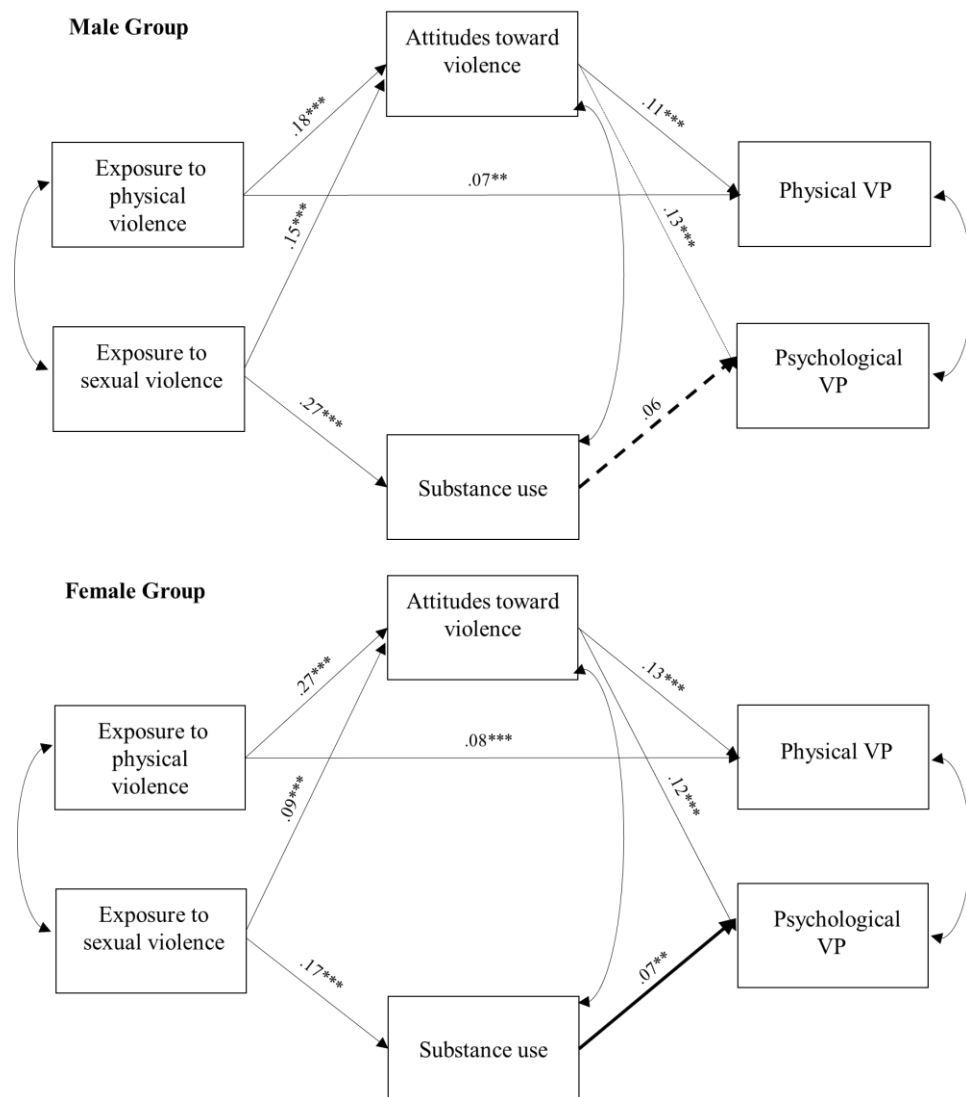 Male Group
Attitudes toward
violence
.18***
.11***
Exposure to
physical
violence
.07**
Physical VP
.15***
.13***
Exposure to
sexual violence
Psychological
VP
.27***
.06
Substance use
Female Group
Attitudes toward
violence
.27***
.13***
Exposure to
physical
violence
.08***
Physical VP
.09***
.12***
Exposure to
sexual violence
Psychological
VP
.17***
.07**
Substance use